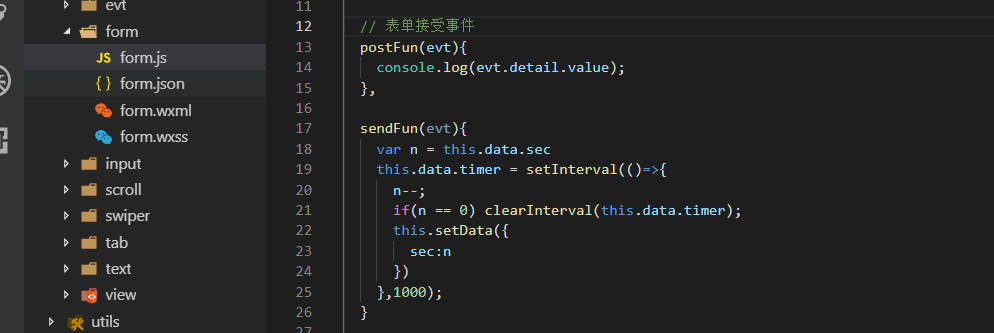 evt
form
JS form.js
{ } form.json
form.wxml
form.wxss
input
scroll
swiper
tab
text
view
utils
11
12 // 表单接受事件
13 postFun(evt){
14 console.log(evt.detail.value);
15 },
16
17 sendFun(evt){
18 var n = this.data.sec
19 this.data.timer = setInterval(()=>{
20 n--;
21 if(n == 0) clearInterval(this.data.timer);
22 this.setData({
23 sec:n
24 })
25 },1000);
26 }
27